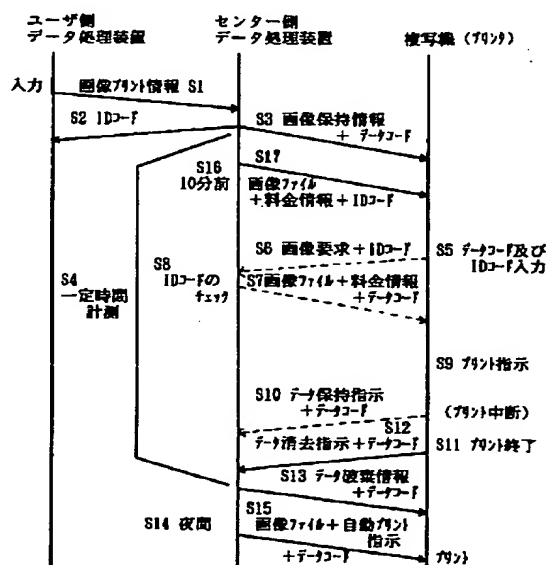 ユーザ側
データ処理装置
センター側
データ処理装置
複写機(プリンタ)
入力
画像プリント情報 S1
S2 IDコード
S3 画像保持情報
+ データコード
S16
10分前
S17
画像ファイル
+料金情報+IDコード
S6 画像要求+IDコード
S5 データコード及び
IDコード入力
S4
一定時間
計測
S8
IDコードの
チェック
S7画像ファイル+料金情報
+データコード
S9 プリント指示
S10 データ保持指示
+データコード
(プリント中断)
S12
データ消去指示+データコード
S11 プリント終了
S13 データ破棄情報
+データコード
S14 夜間
S15
画像ファイル+自動プリント
指示
+データコード
プリント